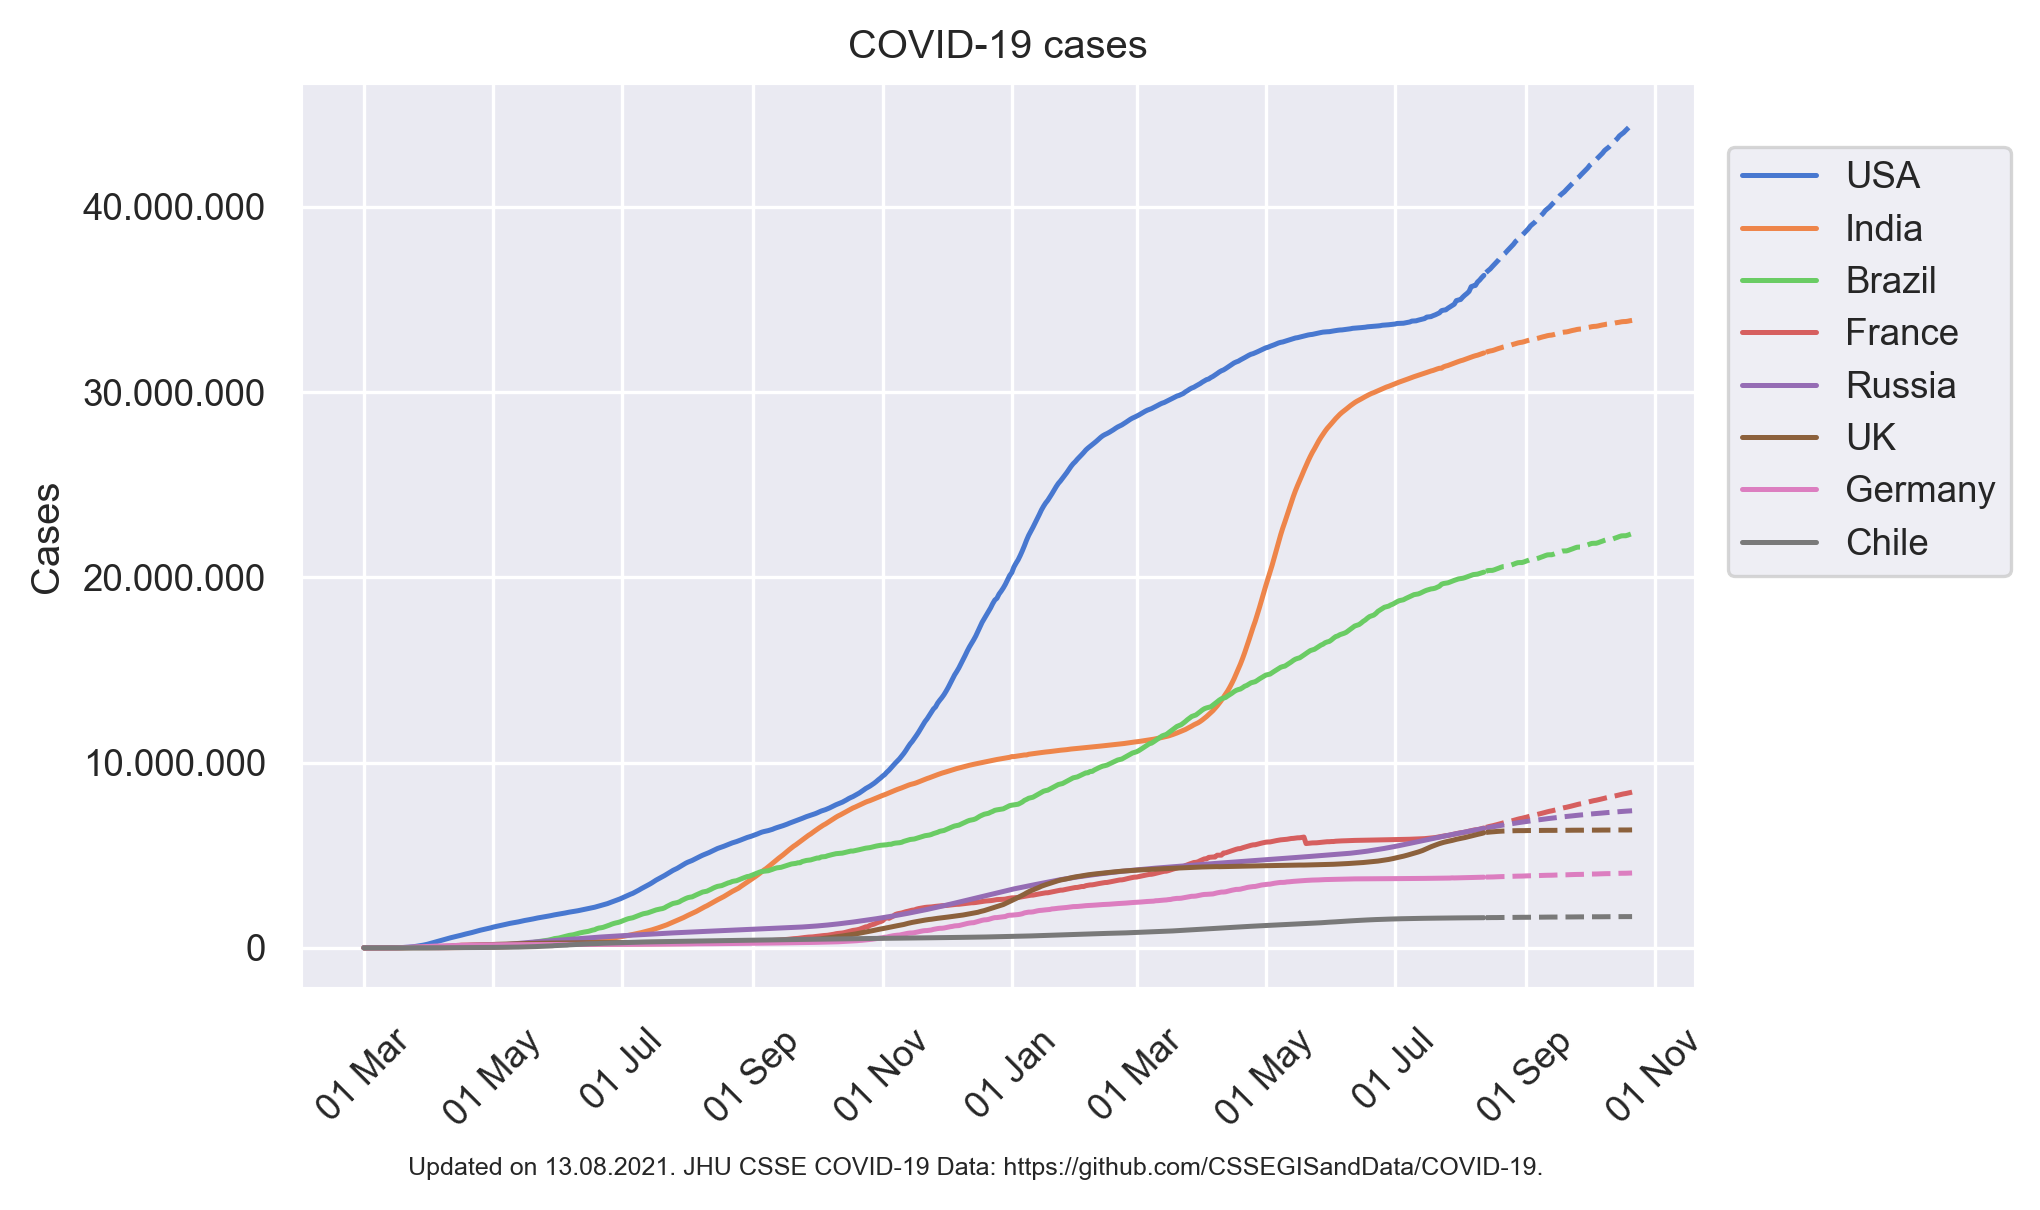 COVID-19 cases
Cases
40.000.000
30.000.000
20.000.000
10.000.000
0
01 Mar
01 May
01 Jul
01 Sep
01 Nov
01 Jan
01 Mar
01 May
01 Jul
01 Sep
01 Nov
USA
India
Brazil
France
Russia
UK
Germany
Chile
Updated on 13.08.2021. JHU CSSE COVID-19 Data: https://github.com/CSSEGISandData/COVID-19.